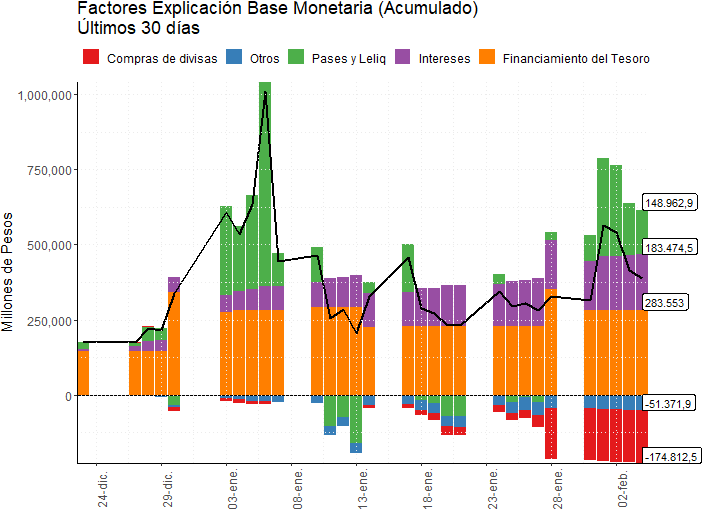 Factores Explicación Base Monetaria (Acumulado)
Últimos 30 días
Compras de divisas
Otros
Pases y Leliq
Intereses
Financiamiento del Tesoro
Millones de Pesos
1,000,000
750,000
500,000
250,000
0
148.962,9
183.474,5
283.553
-51.371,9
-174.812,5
24-dic.
29-dic.
03-ene.
08-ene.
13-ene.
18-ene.
23-ene.
28-ene.
02-feb.